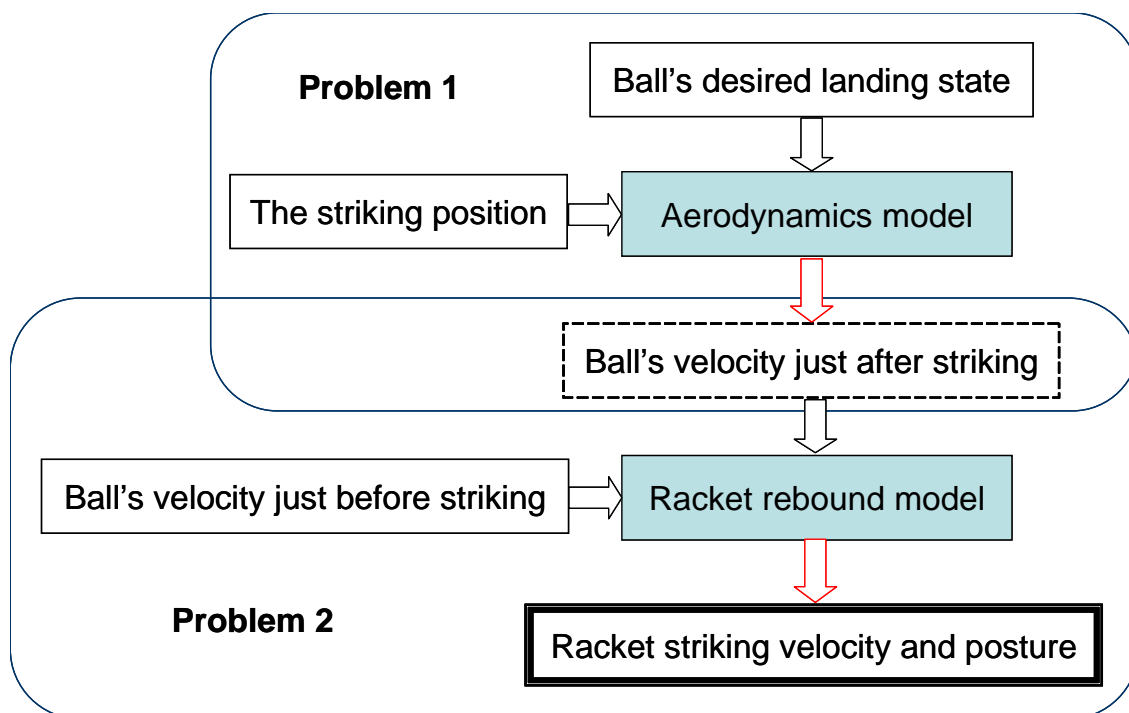 Problem 1
Ball's desired landing state
The striking position
Aerodynamics model
Ball's velocity just after striking
Ball's velocity just before striking
Racket rebound model
Problem 2
Racket striking velocity and posture